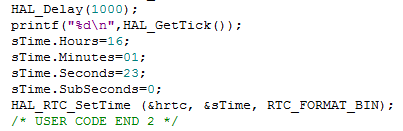 HAL_Delay(1000);
printf("%d\n",HAL_GetTick());
sTime.Hours=16;
sTime.Minutes=01;
sTime.Seconds=23;
sTime.SubSeconds=0;
HAL_RTC_SetTime (&hrtc, &sTime, RTC_FORMAT_BIN);
/* USER CODE END 2 */